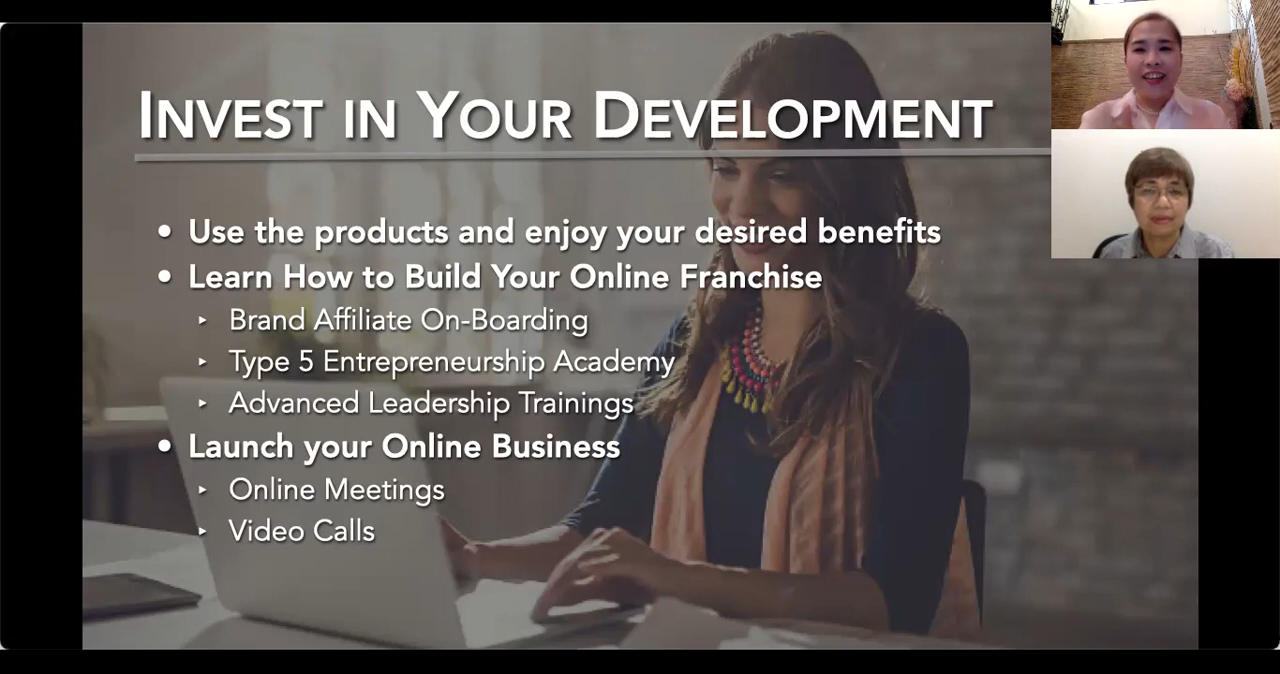 INVEST IN YOUR DEVELOPMENT
• Use the products and enjoy your desired benefits
• Learn How to Build Your Online Franchise
‣ Brand Affiliate On-Boarding
‣ Type 5 Entrepreneurship Academy
‣ Advanced Leadership Trainings
• Launch your Online Business
‣ Online Meetings
‣ Video Calls